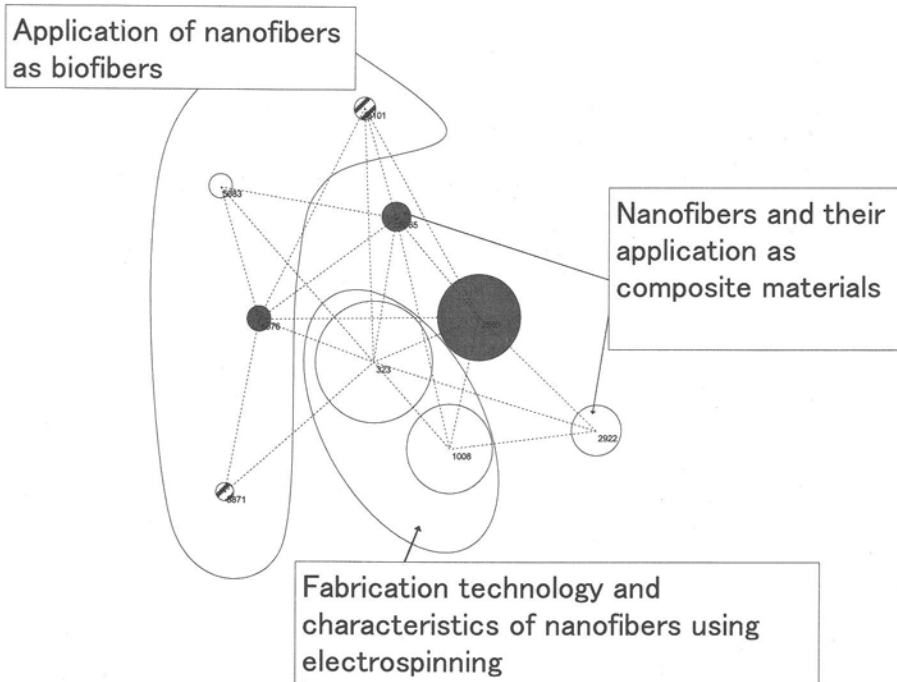 Application of nanofibers
as biofibers
Nanofibers and their
application as
composite materials
323
1008
2922
Fabrication technology and
characteristics of nanofibers using
electrospinning